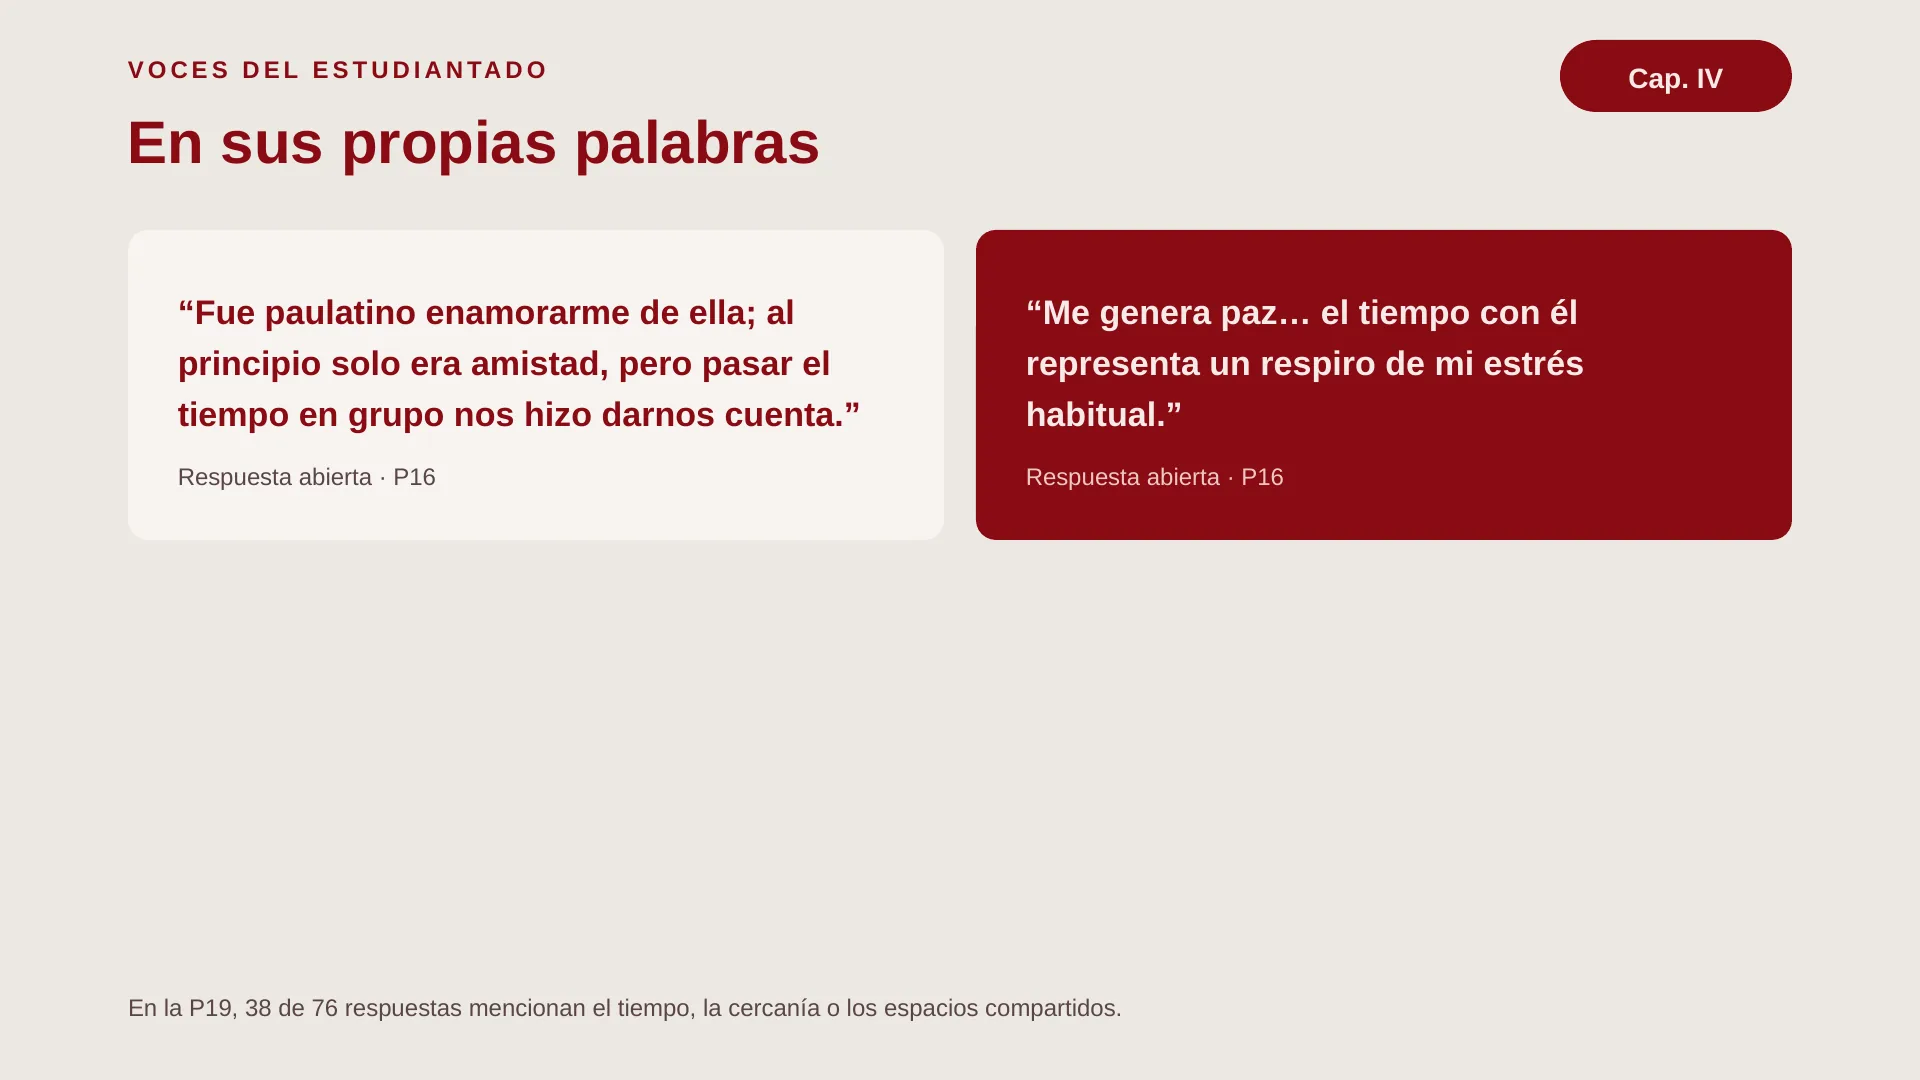 VOCES DEL ESTUDIANTADO
Cap. IV
En sus propias palabras
“Fue paulatino enamorarme de ella; al
principio solo era amistad, pero pasar el
tiempo en grupo nos hizo darnos cuenta.”
Respuesta abierta · P16
“Me genera paz… el tiempo con él
representa un respiro de mi estrés
habitual.”
Respuesta abierta · P16
En la P19, 38 de 76 respuestas mencionan el tiempo, la cercanía o los espacios compartidos.